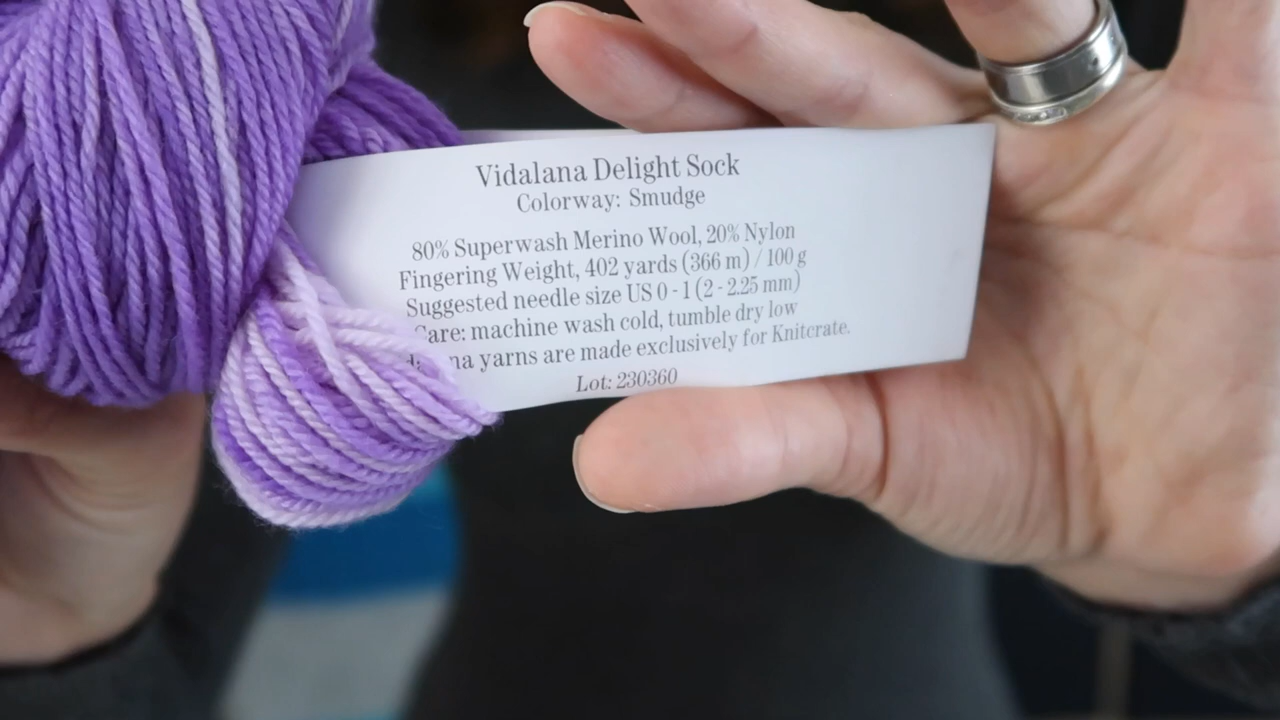 Vidalana Delight Sock
Colorway: Smudge
80% Superwash Merino Wool, 20% Nylon
Fingering Weight, 402 yards (366 m) / 100 g
Suggested needle size US 0 - 1 (2 - 2.25 mm)
Care: machine wash cold, tumble dry low
yarns are made exclusively for Knitcrate.
Lot: 230360